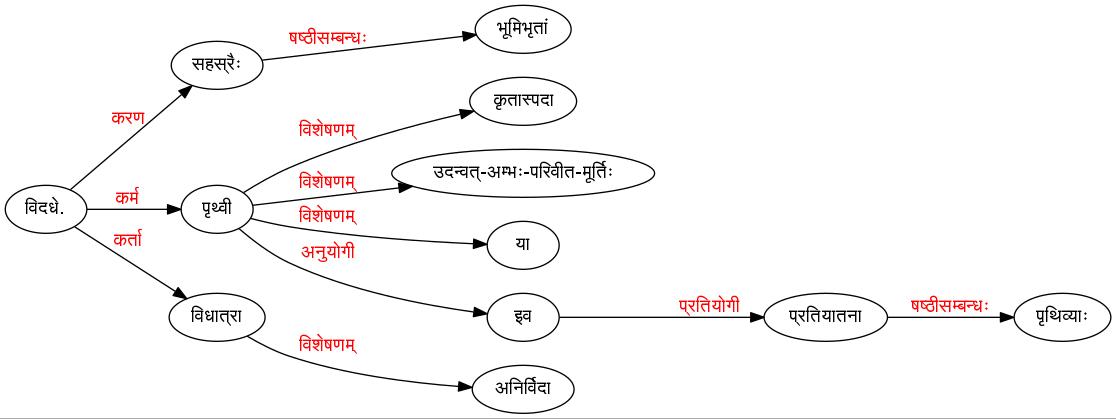 भूमिभृतां
षष्ठीसम्बन्धः
सहस्रैः
कृतास्पदा
करण
विशेषणम्
उदन्वत्-अम्भः-परिवीत-मूर्तिः
विशेषणम्
कर्म
विदधे.
पृथ्वी
विशेषणम्
कर्ता
या
अनुयोगी
विधात्रा
इव
प्रतियोगी
प्रतियातना
षष्ठीसम्बन्धः
पृथिव्याः
विशेषणम्
अनिर्विदा